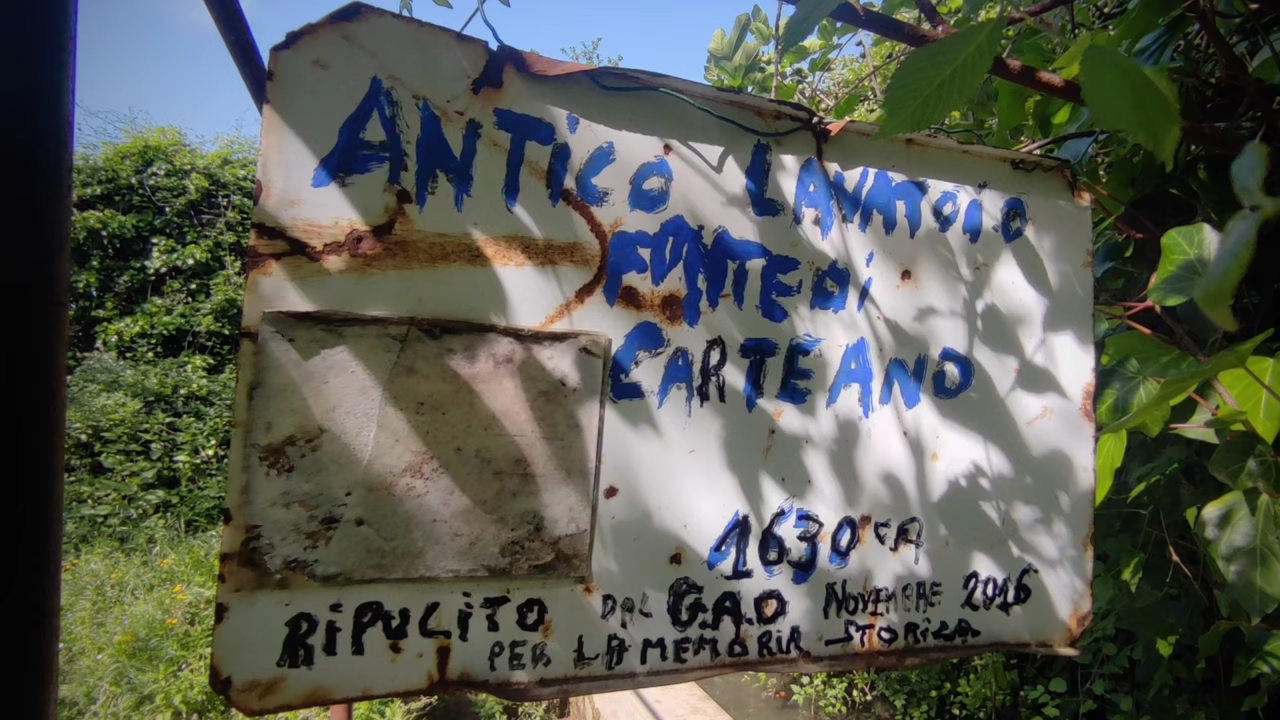 ANTiCO LAVATOiO
FONTE Di
CARTEANO
1630 CA
RiPULiTO DAL G.A.O NOVEMBRE 2016
PER LA MEMORIA STORICA